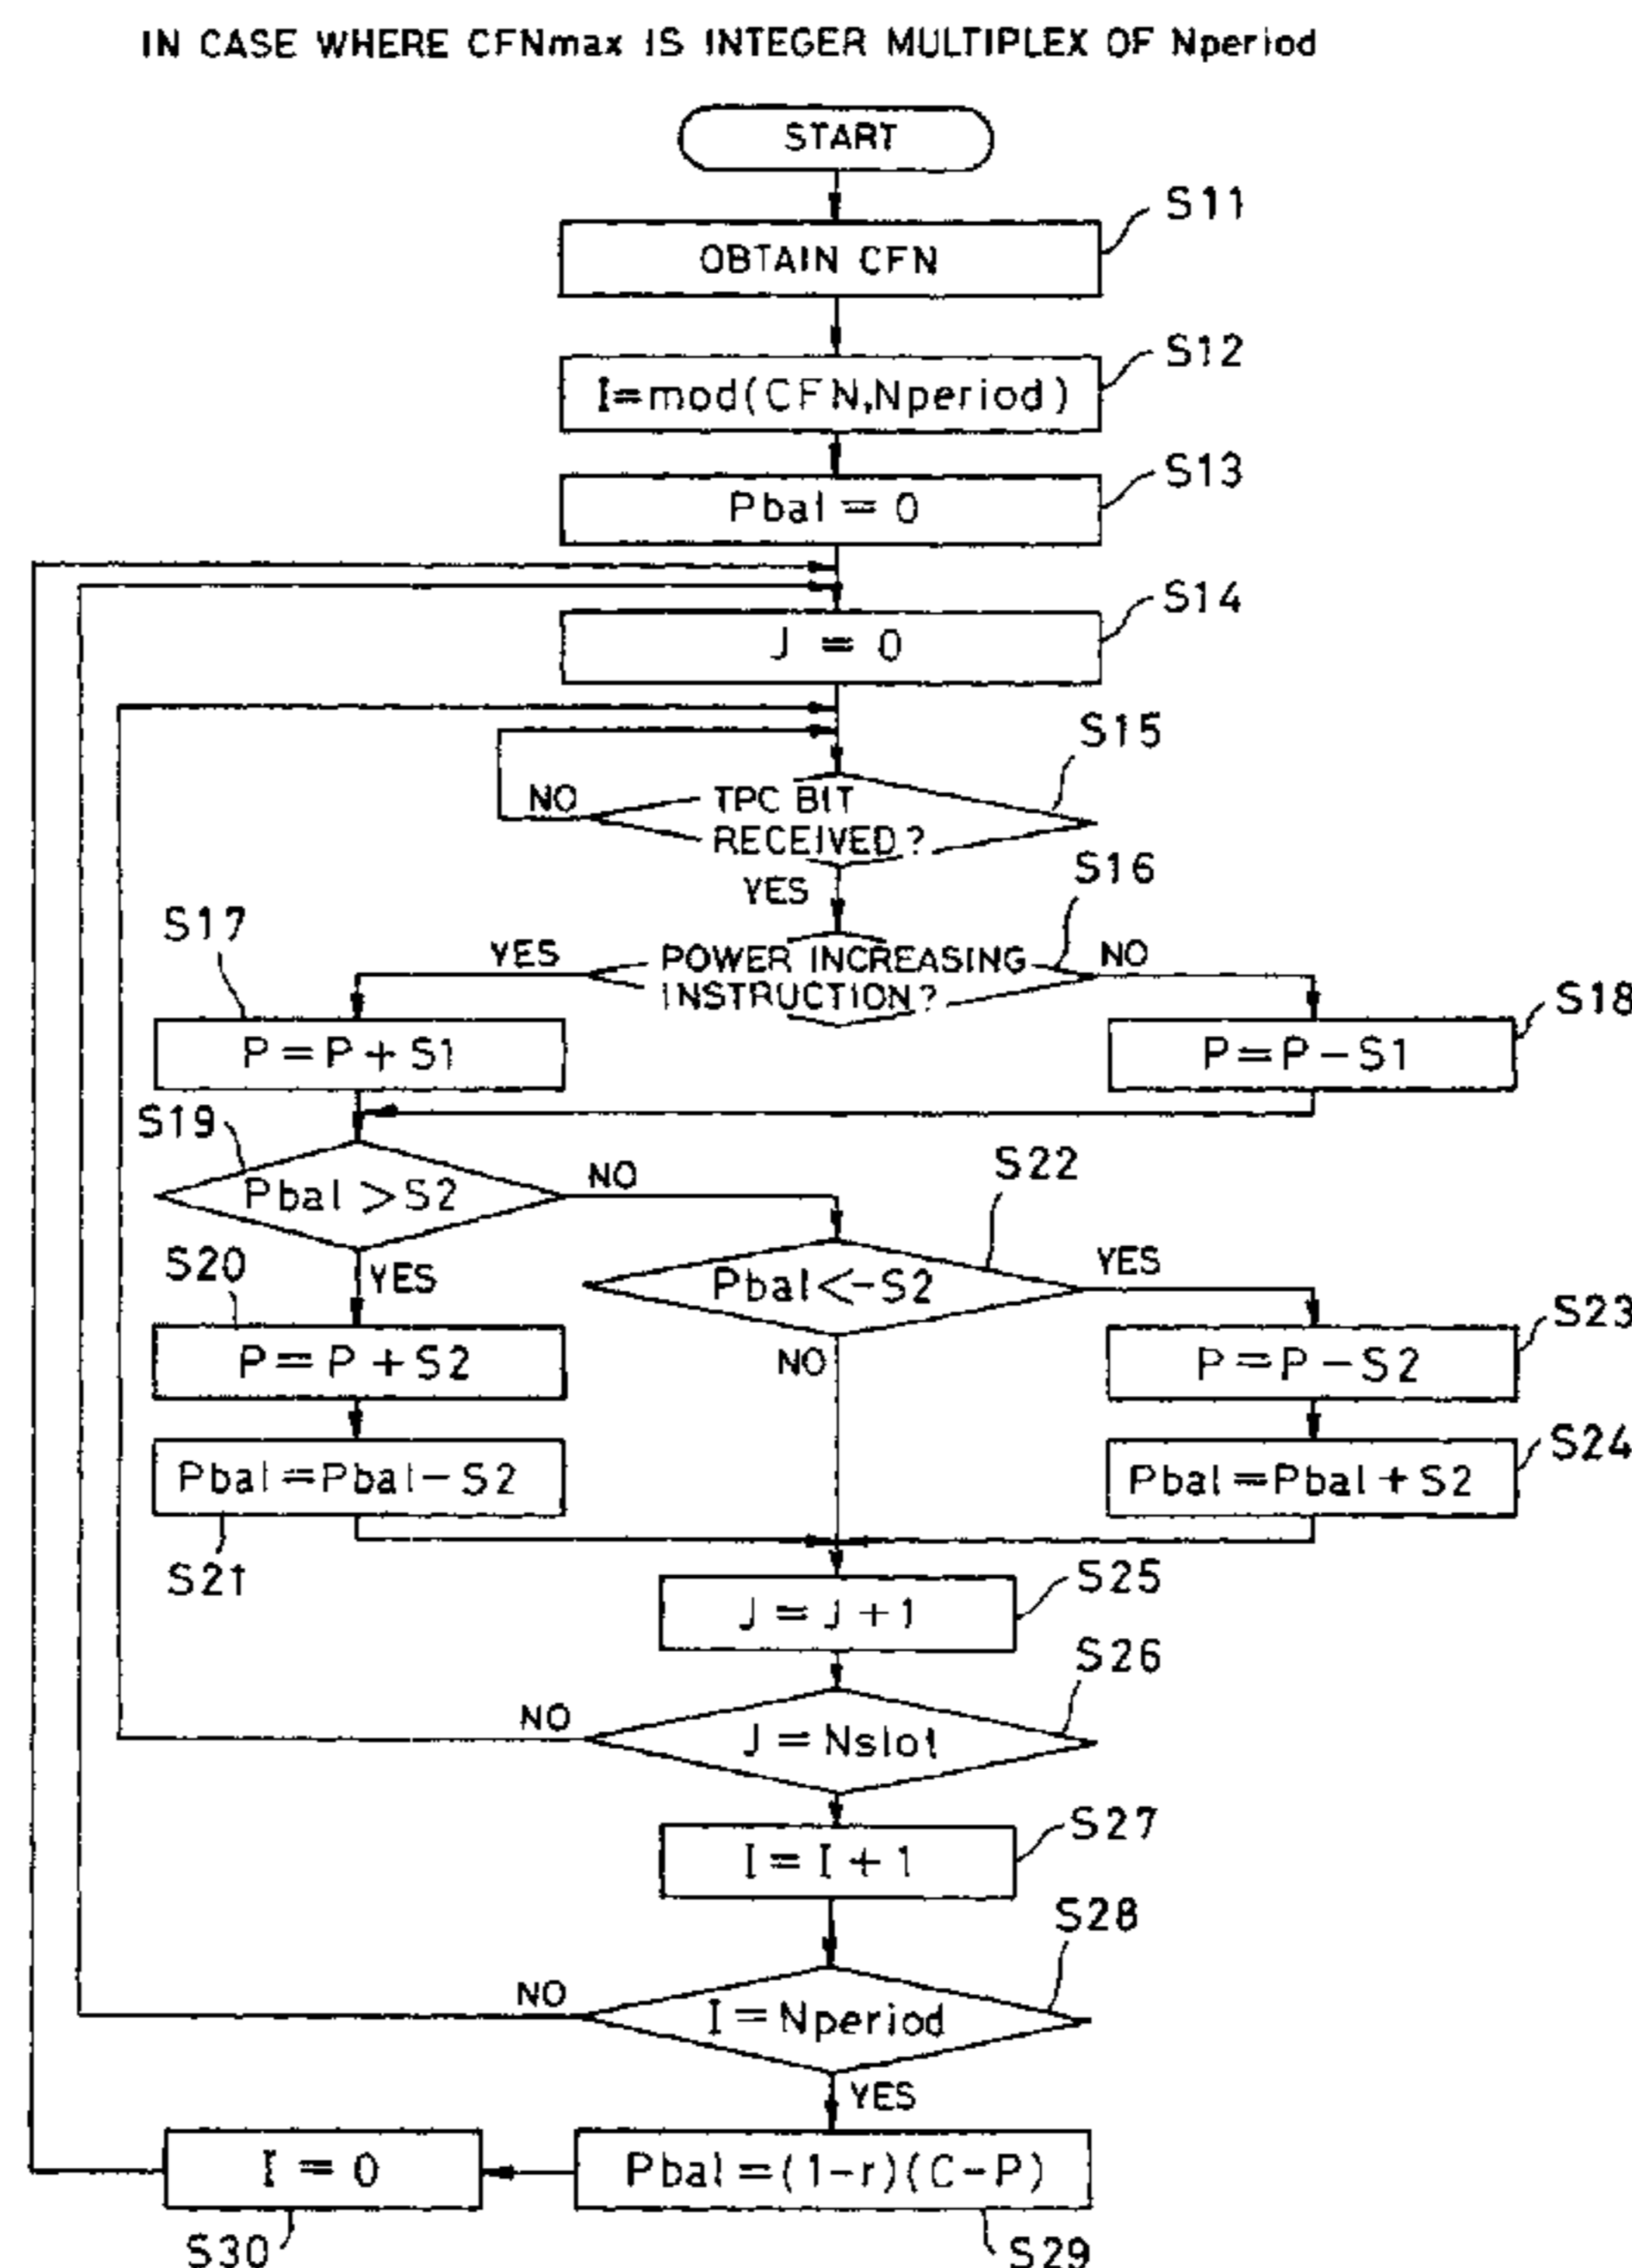 IN CASE WHERE CFNmax IS INTEGER MULTIPLEX OF Nperiod
START
S11
OBTAIN CFN
S12
I=mod(CFN,Nperiod)
S13
Pbal = 0
S14
J = 0
S15
NO
TPC BIT
RECEIVED?
YES
S16
S17
YES
POWER INCREASING
INSTRUCTION?
NO
S18
P = P + S1
P = P - S1
S19
Pbal > S2
NO
S22
S20
YES
Pbal < -S2
YES
S23
P = P + S2
NO
P = P - S2
S24
Pbal = Pbal - S2
Pbal = Pbal + S2
S21
S25
J = J + 1
S26
NO
J = Nslot
S27
I = I + 1
S28
NO
I = Nperiod
YES
I = 0
Pbal = (1-r)(C-P)
S30
S29